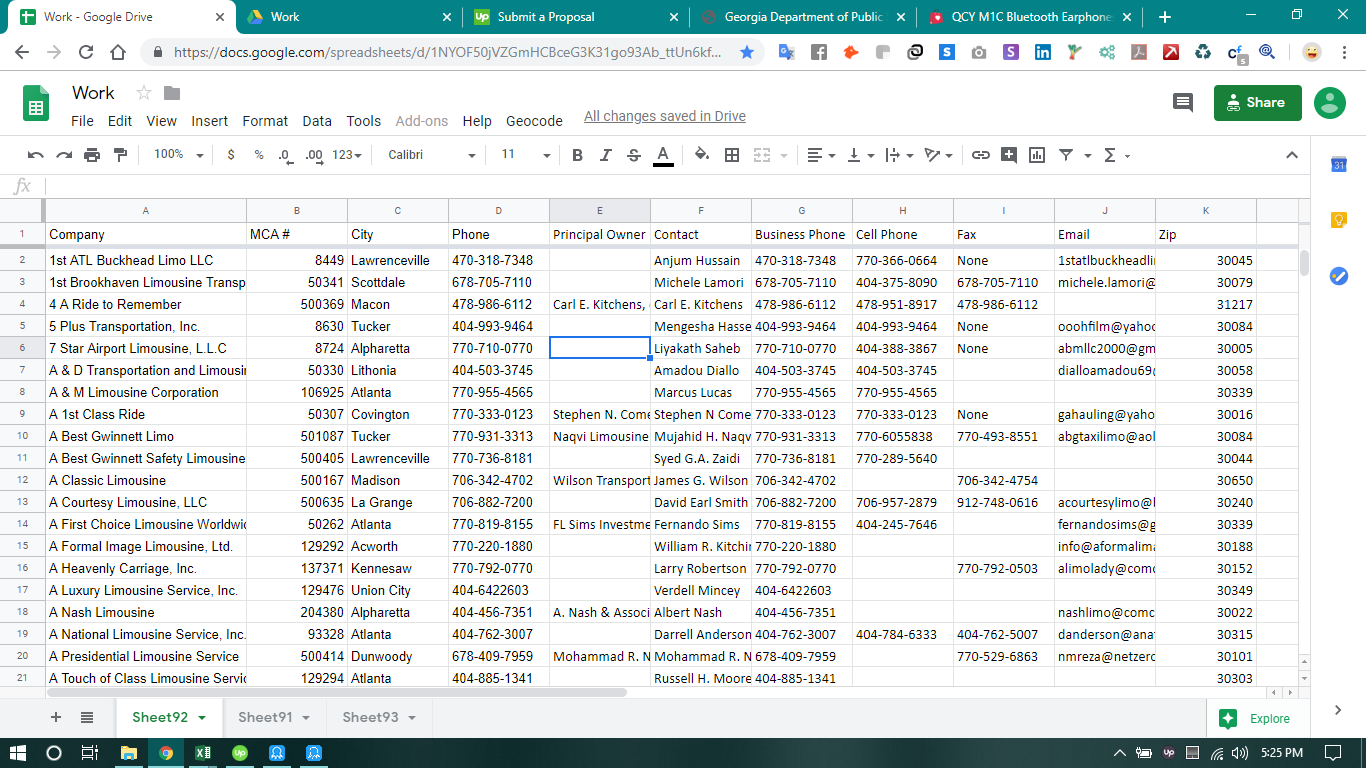 Work - Google Drive Work Submit a Proposal Georgia Department of Public QCY M1C Bluetooth Earphone
https://docs.google.com/spreadsheets/d/1NYOF50jVZGmHCBceG3K31go93Ab_ttUn6kf...
Work
File Edit View Insert Format Data Tools Add-ons Help Geocode All changes saved in Drive
Share
100% $ % .0 .00 123 Calibri 11 B I S A
fx
A B C D E F G H I J K
1 Company MCA # City Phone Principal Owner Contact Business Phone Cell Phone Fax Email Zip
2 1st ATL Buckhead Limo LLC 8449 Lawrenceville 470-318-7348 Anjum Hussain 470-318-7348 770-366-0664 None 1statlbuckheadli 30045
3 1st Brookhaven Limousine Transp 50341 Scottdale 678-705-7110 Michele Lamori 678-705-7110 404-375-8090 678-705-7110 michele.lamori@ 30079
4 4 A Ride to Remember 500369 Macon 478-986-6112 Carl E. Kitchens, Carl E. Kitchens 478-986-6112 478-951-8917 478-986-6112 31217
5 5 Plus Transportation, Inc. 8630 Tucker 404-993-9464 Mengesha Hasse 404-993-9464 404-993-9464 None ooohfilm@yahoo 30084
6 7 Star Airport Limousine, L.L.C 8724 Alpharetta 770-710-0770 Liyakath Saheb 770-710-0770 404-388-3867 None abmllc2000@gm 30005
7 A & D Transportation and Limousin 50330 Lithonia 404-503-3745 Amadou Diallo 404-503-3745 404-503-3745 dialloamadou69@ 30058
8 A & M Limousine Corporation 106925 Atlanta 770-955-4565 Marcus Lucas 770-955-4565 770-955-4565 30339
9 A 1st Class Ride 50307 Covington 770-333-0123 Stephen N. Come Stephen N Come 770-333-0123 770-333-0123 None gahauling@yaho 30016
10 A Best Gwinnett Limo 501087 Tucker 770-931-3313 Naqvi Limousine Mujahid H. Naqv 770-931-3313 770-6055838 770-493-8551 abgtaxilimo@aol 30084
11 A Best Gwinnett Safety Limousine 500405 Lawrenceville 770-736-8181 Syed G.A. Zaidi 770-736-8181 770-289-5640 30044
12 A Classic Limousine 500167 Madison 706-342-4702 Wilson Transport James G. Wilson 706-342-4702 706-342-4754 30650
13 A Courtesy Limousine, LLC 500635 La Grange 706-882-7200 David Earl Smith 706-882-7200 706-957-2879 912-748-0616 acourtesylimo@ 30240
14 A First Choice Limousine Worldwid 50262 Atlanta 770-819-8155 FL Sims Investme Fernando Sims 770-819-8155 404-245-7646 fernandosims@g 30339
15 A Formal Image Limousine, Ltd. 129292 Acworth 770-220-1880 William R. Kitchi 770-220-1880 info@aformalima 30188
16 A Heavenly Carriage, Inc. 137371 Kennesaw 770-792-0770 Larry Robertson 770-792-0770 770-792-0503 alimolady@comc 30152
17 A Luxury Limousine Service, Inc. 129476 Union City 404-6422603 Verdell Mincey 404-6422603 30349
18 A Nash Limousine 204380 Alpharetta 404-456-7351 A. Nash & Associ Albert Nash 404-456-7351 nashlimo@comc 30022
19 A National Limousine Service, Inc. 93328 Atlanta 404-762-3007 Darrell Anderson 404-762-3007 404-784-6333 404-762-5007 danderson@ana 30315
20 A Presidential Limousine Service 500414 Dunwoody 678-409-7959 Mohammad R. N Mohammad R. N 678-409-7959 770-529-6863 nmreza@netzero 30101
21 A Touch of Class Limousine Servic 129294 Atlanta 404-885-1341 Russell H. Moore 404-885-1341 30303
Sheet92 Sheet91 Sheet93 Explore
5:25 PM